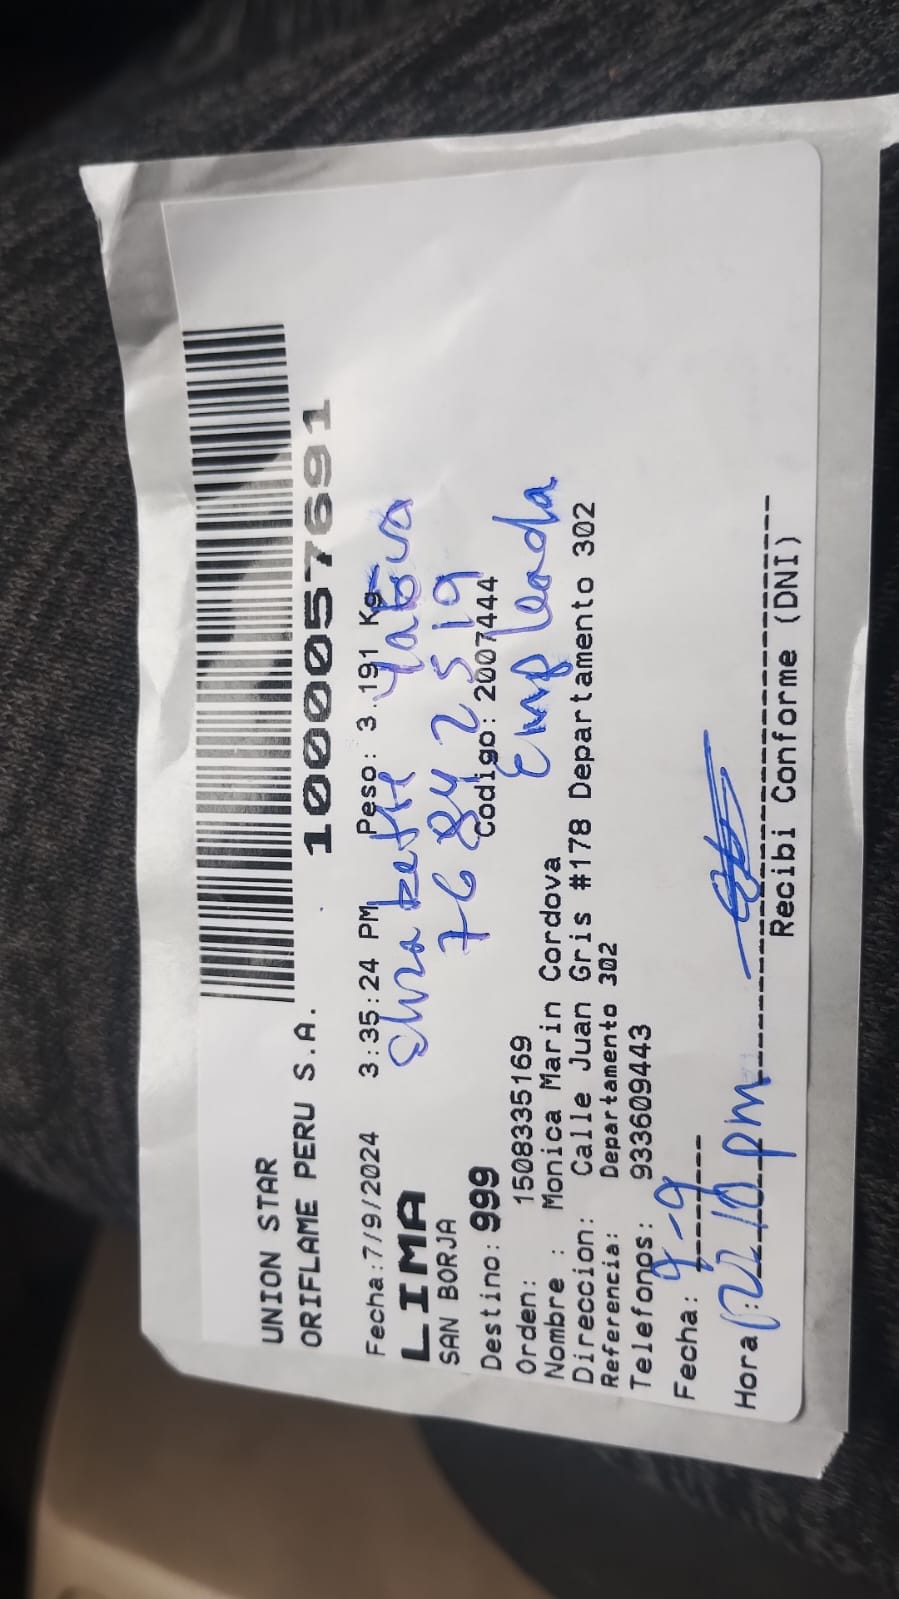 UNION STAR
ORIFLAME PERU S.A.
1000057691
Fecha:7/9/2024 3:35:24 PM Peso: 3.191 Kg
LIMA
SAN BORJA
76842519
Destino: 999 Codigo: 2007444
Empleada
Orden: 1508335169
Nombre : Monica Marin Cordova
Direccion: Calle Juan Gris #178 Departamento 302
Referencia: Departamento 302
Telefonos: 933609443
Fecha: 9-9
Hora: 22 10 pm
Recibi Conforme (DNI)